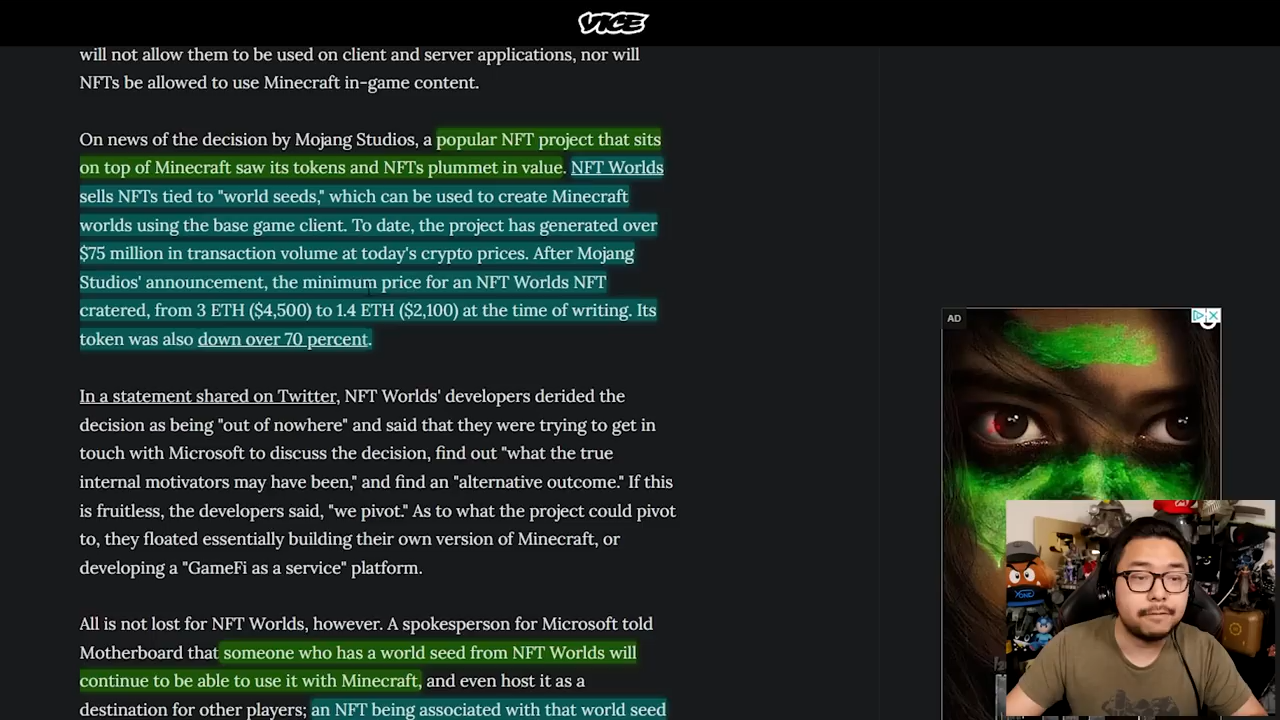 VICE
will not allow them to be used on client and server applications, nor will
NFTs be allowed to use Minecraft in-game content.
On news of the decision by Mojang Studios, a popular NFT project that sits
on top of Minecraft saw its tokens and NFTs plummet in value. NFT Worlds
sells NFTs tied to "world seeds," which can be used to create Minecraft
worlds using the base game client. To date, the project has generated over
$75 million in transaction volume at today's crypto prices. After Mojang
Studios' announcement, the minimum price for an NFT Worlds NFT
cratered, from 3 ETH ($4,500) to 1.4 ETH ($2,100) at the time of writing. Its
token was also down over 70 percent.
In a statement shared on Twitter, NFT Worlds' developers derided the
decision as being "out of nowhere" and said that they were trying to get in
touch with Microsoft to discuss the decision, find out "what the true
internal motivators may have been," and find an "alternative outcome." If this
is fruitless, the developers said, "we pivot." As to what the project could pivot
to, they floated essentially building their own version of Minecraft, or
developing a "GameFi as a service" platform.
All is not lost for NFT Worlds, however. A spokesperson for Microsoft told
Motherboard that someone who has a world seed from NFT Worlds will
continue to be able to use it with Minecraft, and even host it as a
destination for other players; an NFT being associated with that world seed
AD